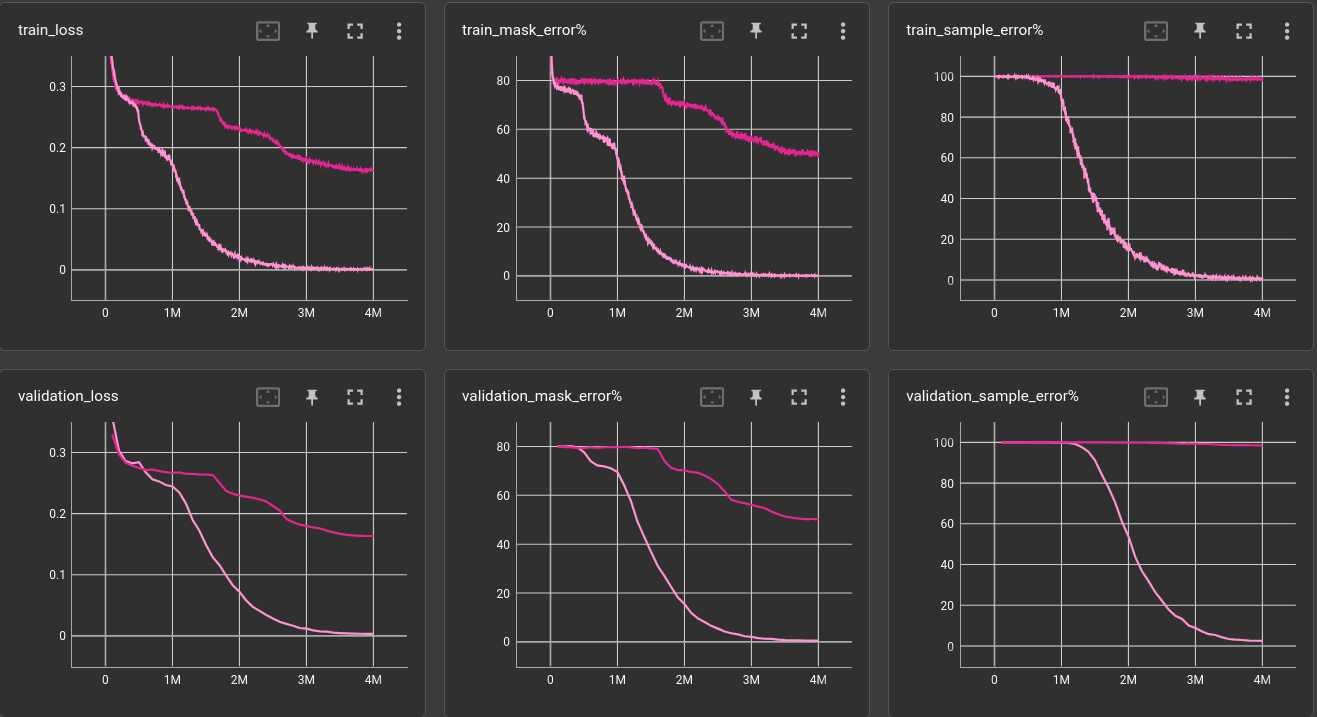 train_loss
0.3
0.2
0.1
0
0 1M 2M 3M 4M
train_mask_error%
80
60
40
20
0
0 1M 2M 3M 4M
train_sample_error%
100
80
60
40
20
0
0 1M 2M 3M 4M
validation_loss
0.3
0.2
0.1
0
0 1M 2M 3M 4M
validation_mask_error%
80
60
40
20
0
0 1M 2M 3M 4M
validation_sample_error%
100
80
60
40
20
0
0 1M 2M 3M 4M